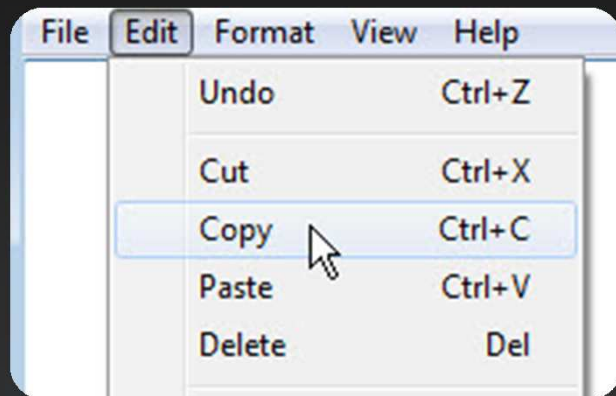 File Edit Format View Help
Undo Ctrl+Z
Cut Ctrl+X
Copy Ctrl+C
Paste Ctrl+V
Delete Del